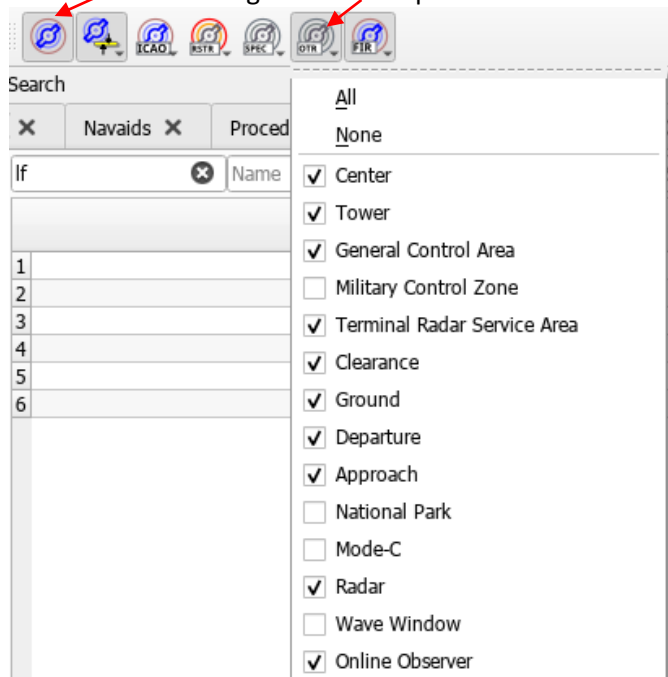 ICAO RSTR SPEC OTR FIR
Search
Navaids Proced
lf Name
All
None
Center
Tower
General Control Area
Military Control Zone
Terminal Radar Service Area
Clearance
Ground
Departure
Approach
National Park
Mode-C
Radar
Wave Window
Online Observer
1
2
3
4
5
6